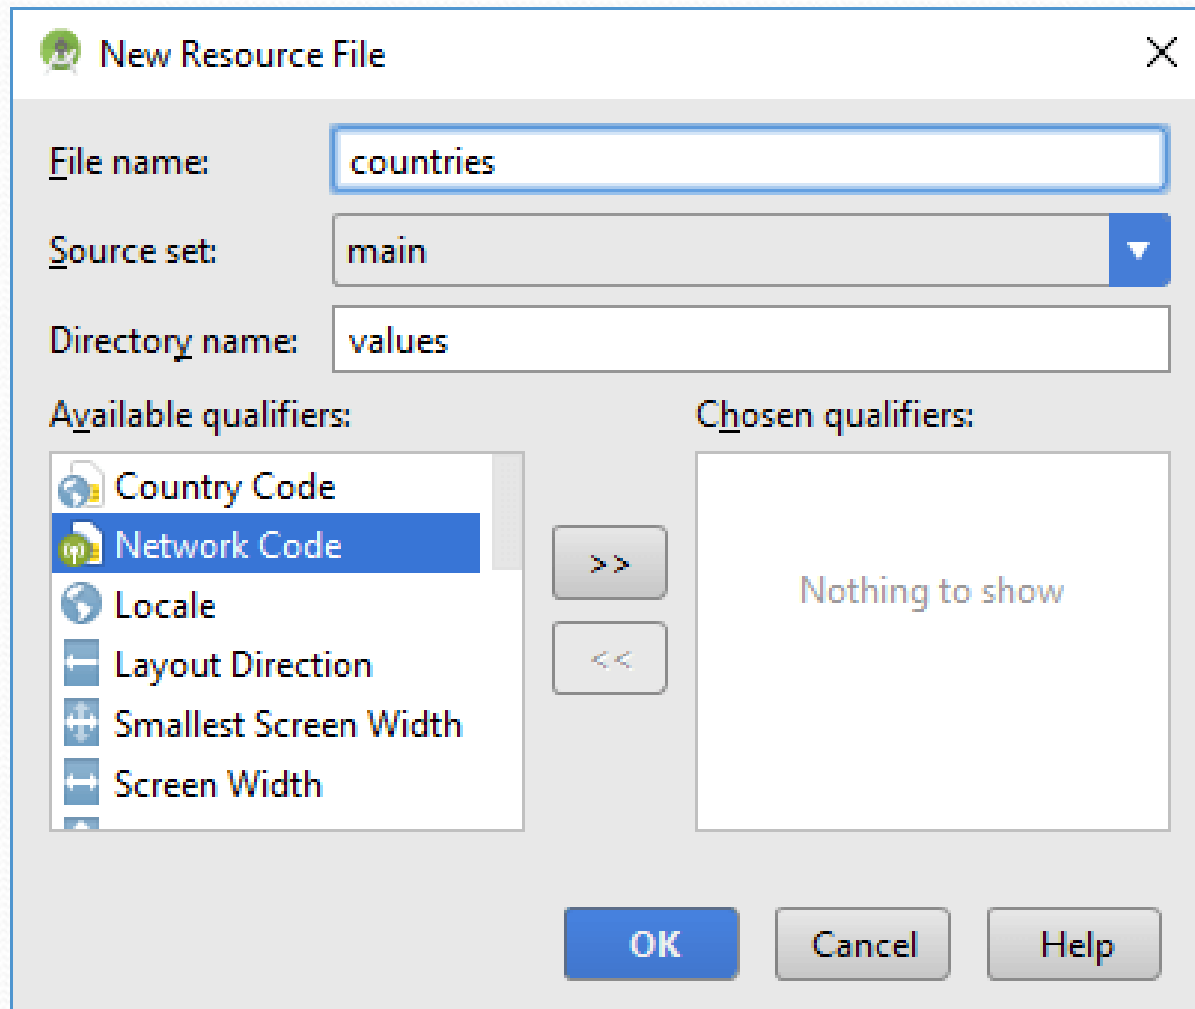 New Resource File
File name: countries
Source set: main
Directory name: values
Available qualifiers:
Chosen qualifiers:
Country Code
Network Code
Locale
Layout Direction
Smallest Screen Width
Screen Width
>>
<<
Nothing to show
OK Cancel Help